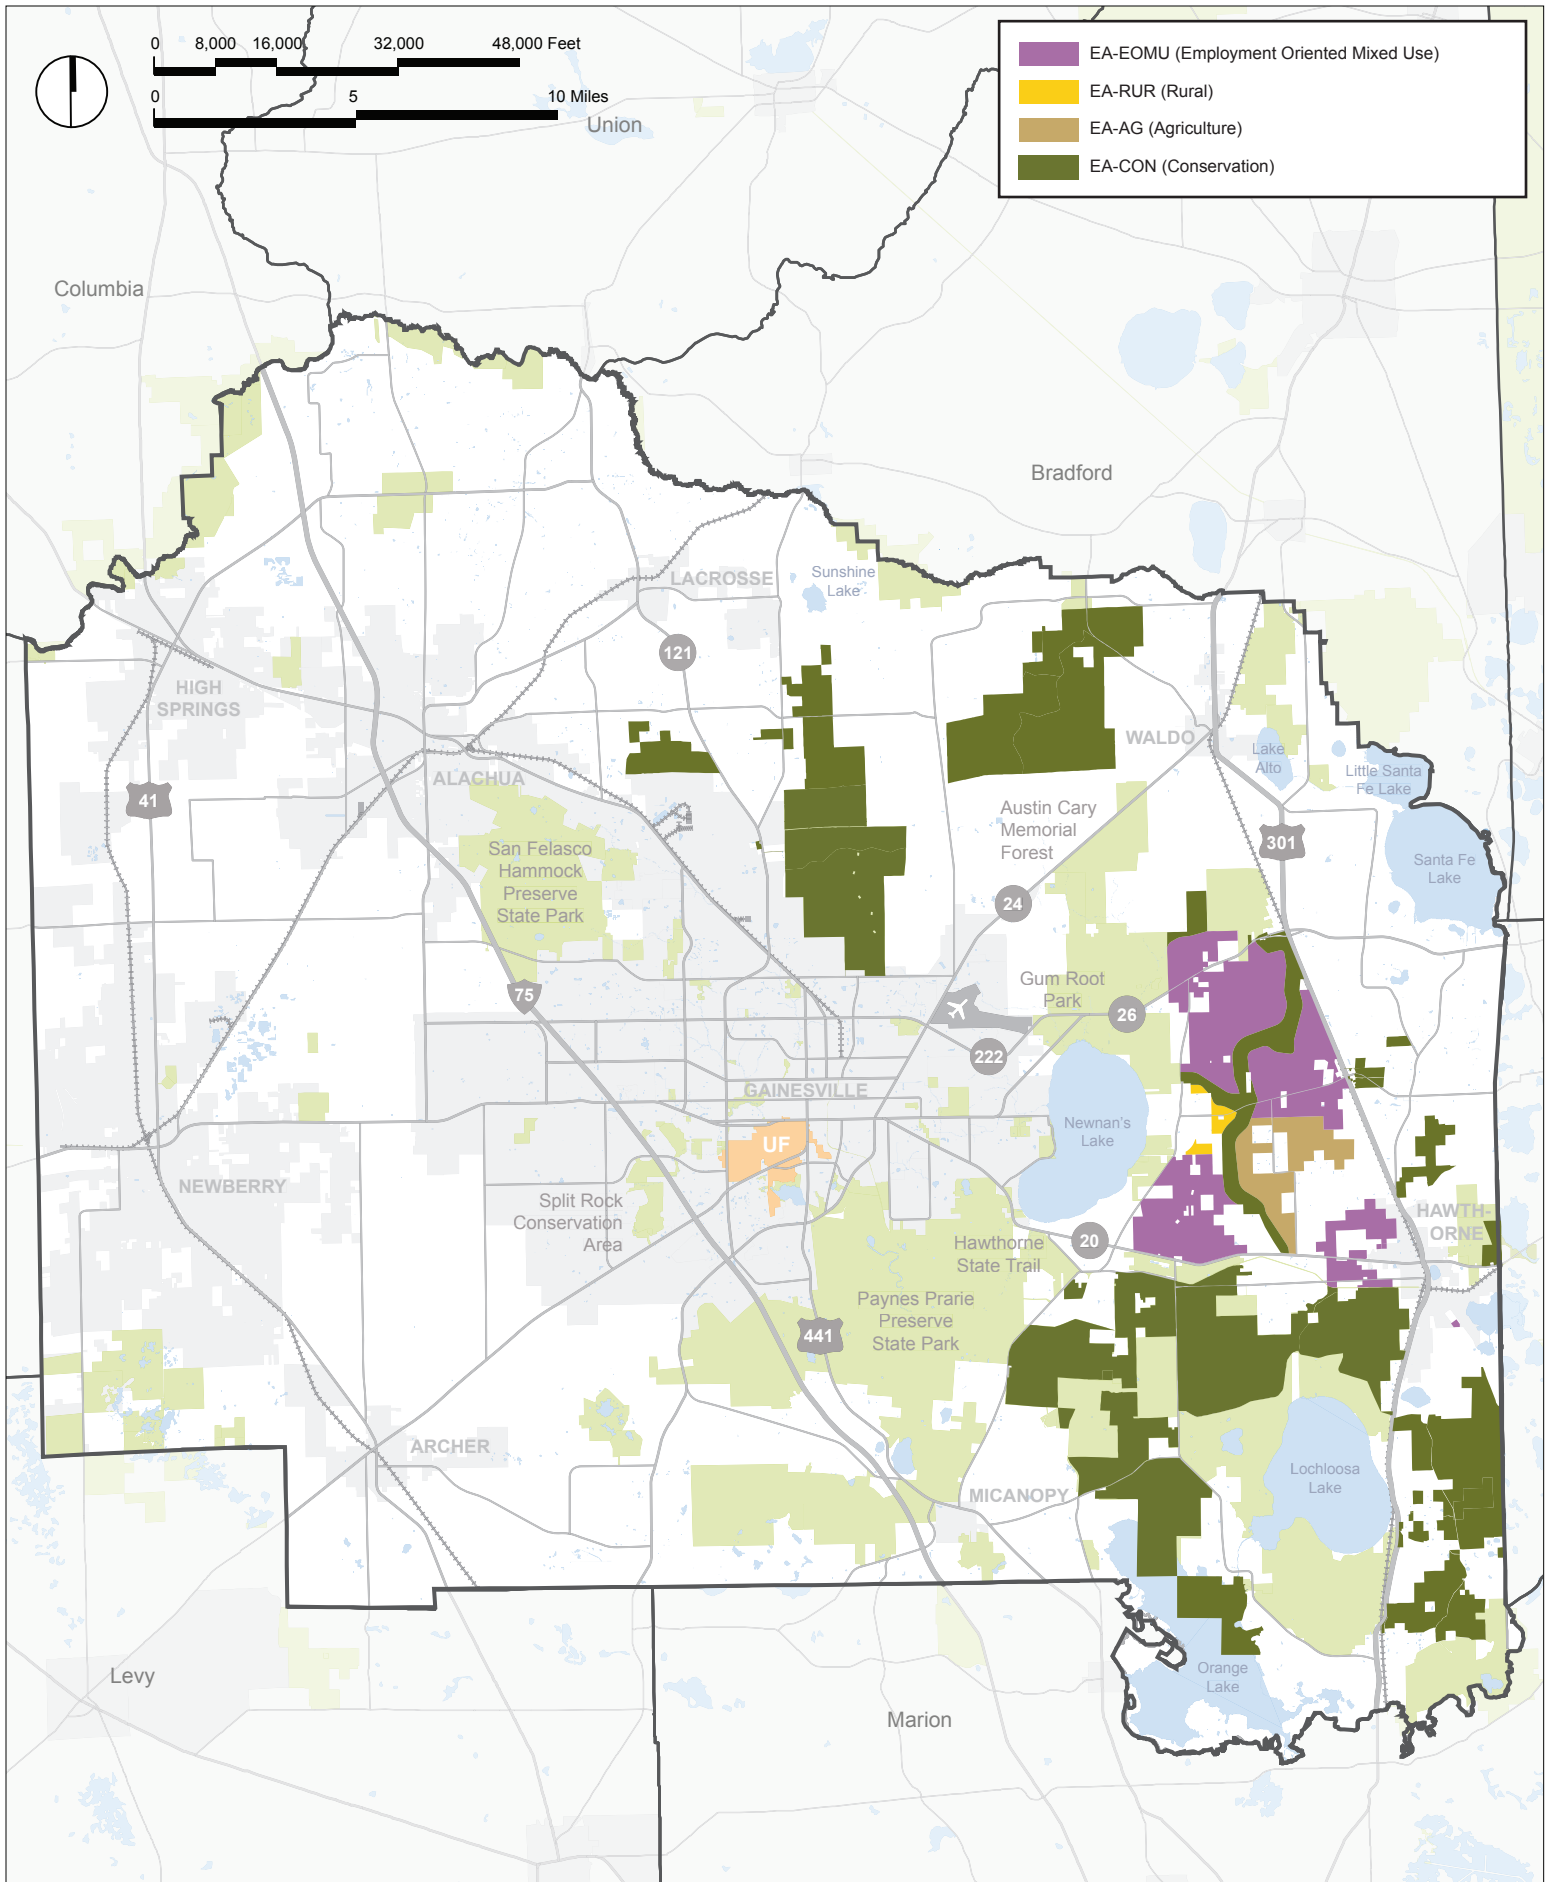 0 8,000 16,000 32,000 48,000 Feet
0 5 10 Miles
EA-EOMU (Employment Oriented Mixed Use)
EA-RUR (Rural)
EA-AG (Agriculture)
EA-CON (Conservation)
Union
Columbia
Bradford
LACROSSE
Sunshine
Lake
121
HIGH
SPRINGS
WALDO
Lake
Alto
Little Santa
Fe Lake
ALACHUA
41
Austin Cary
Memorial
Forest
301
San Felasco
Hammock
Preserve
State Park
Santa Fe
Lake
24
75
Gum Root
Park
26
222
GAINESVILLE
Newnan's
Lake
UF
NEWBERRY
Split Rock
Conservation
Area
HAWTH-
ORNE
20
Hawthorne
State Trail
Paynes Prarie
Preserve
State Park
441
ARCHER
Lochloosa
Lake
MICANOPY
Orange
Lake
Levy
Marion